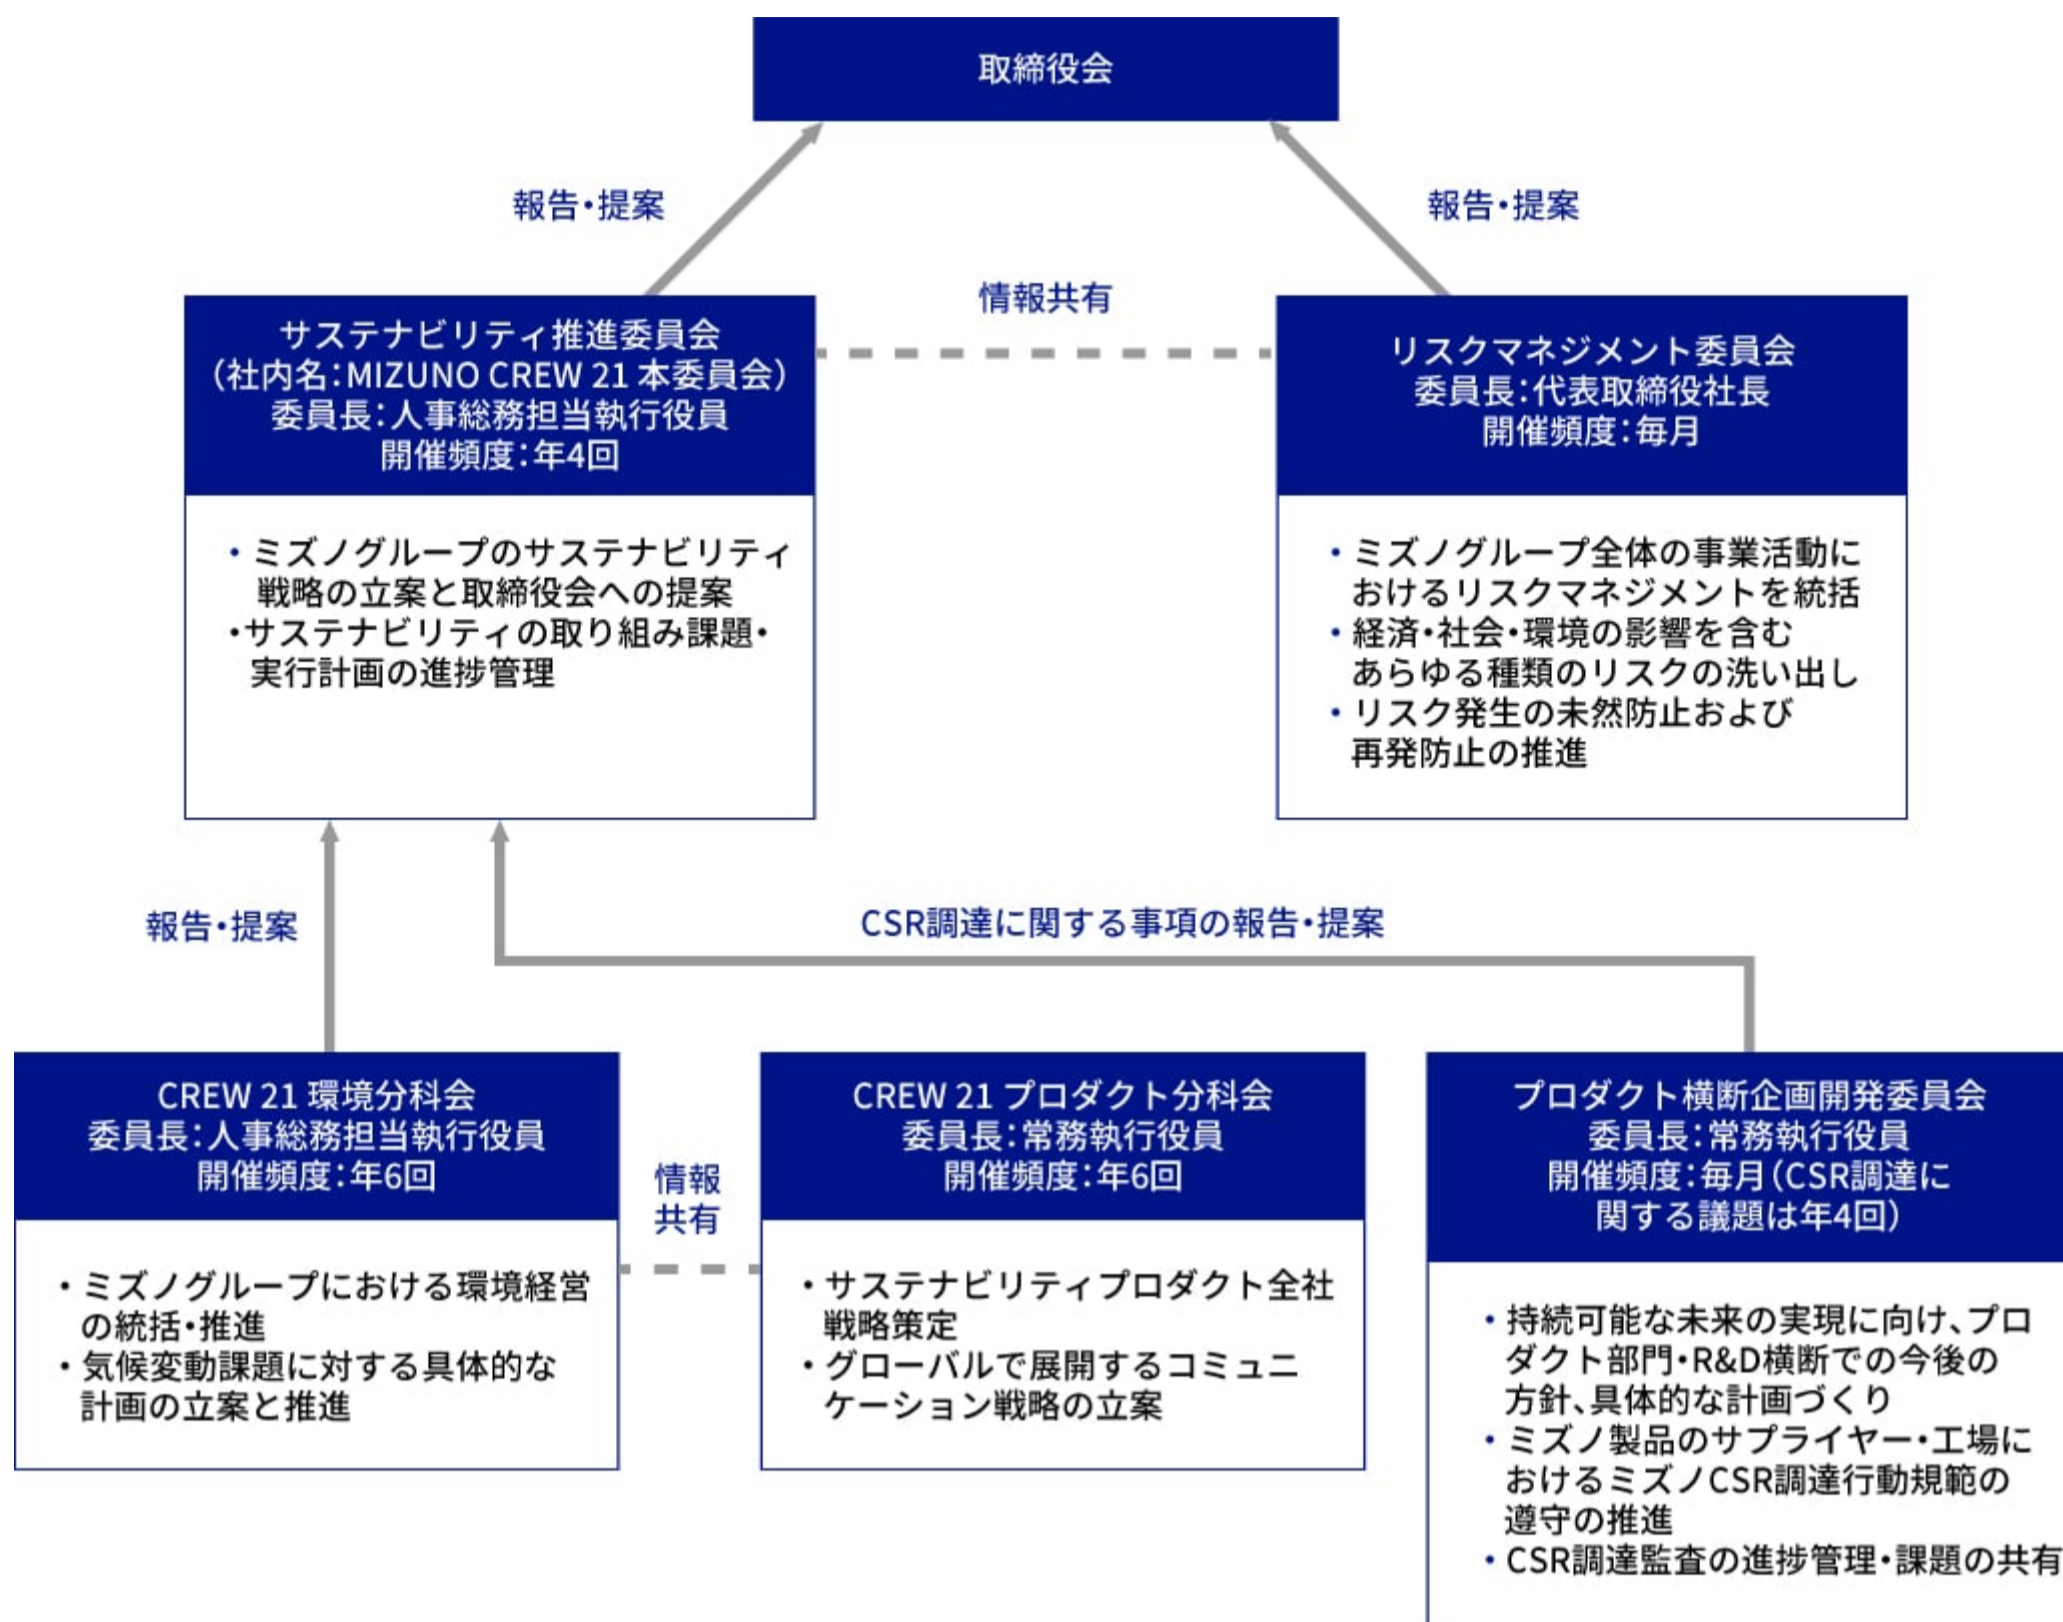 取締役会
報告・提案
報告・提案
情報共有
サステナビリティ推進委員会
（社内名：MIZUNO CREW 21 本委員会）
委員長：人事総務担当執行役員
開催頻度：年4回
・ミズノグループのサステナビリティ
戦略の立案と取締役会への提案
・サステナビリティの取り組み課題・
実行計画の進捗管理
リスクマネジメント委員会
委員長：代表取締役社長
開催頻度：毎月
・ミズノグループ全体の事業活動に
おけるリスクマネジメントを統括
・経済・社会・環境の影響を含む
あらゆる種類のリスクの洗い出し
・リスク発生の未然防止および
再発防止の推進
報告・提案
CSR調達に関する事項の報告・提案
CREW 21 環境分科会
委員長：人事総務担当執行役員
開催頻度：年6回
・ミズノグループにおける環境経営
の統括・推進
・気候変動課題に対する具体的な
計画の立案と推進
情報
共有
CREW 21 プロダクト分科会
委員長：常務執行役員
開催頻度：年6回
・サステナビリティプロダクト全社
戦略策定
・グローバルで展開するコミュニ
ケーション戦略の立案
プロダクト横断企画開発委員会
委員長：常務執行役員
開催頻度：毎月（CSR調達に
関する議題は年4回）
・持続可能な未来の実現に向け、プロ
ダクト部門・R&D横断での今後の
方針、具体的な計画づくり
・ミズノ製品のサプライヤー・工場に
おけるミズノCSR調達行動規範の
遵守の推進
・CSR調達監査の進捗管理・課題の共有